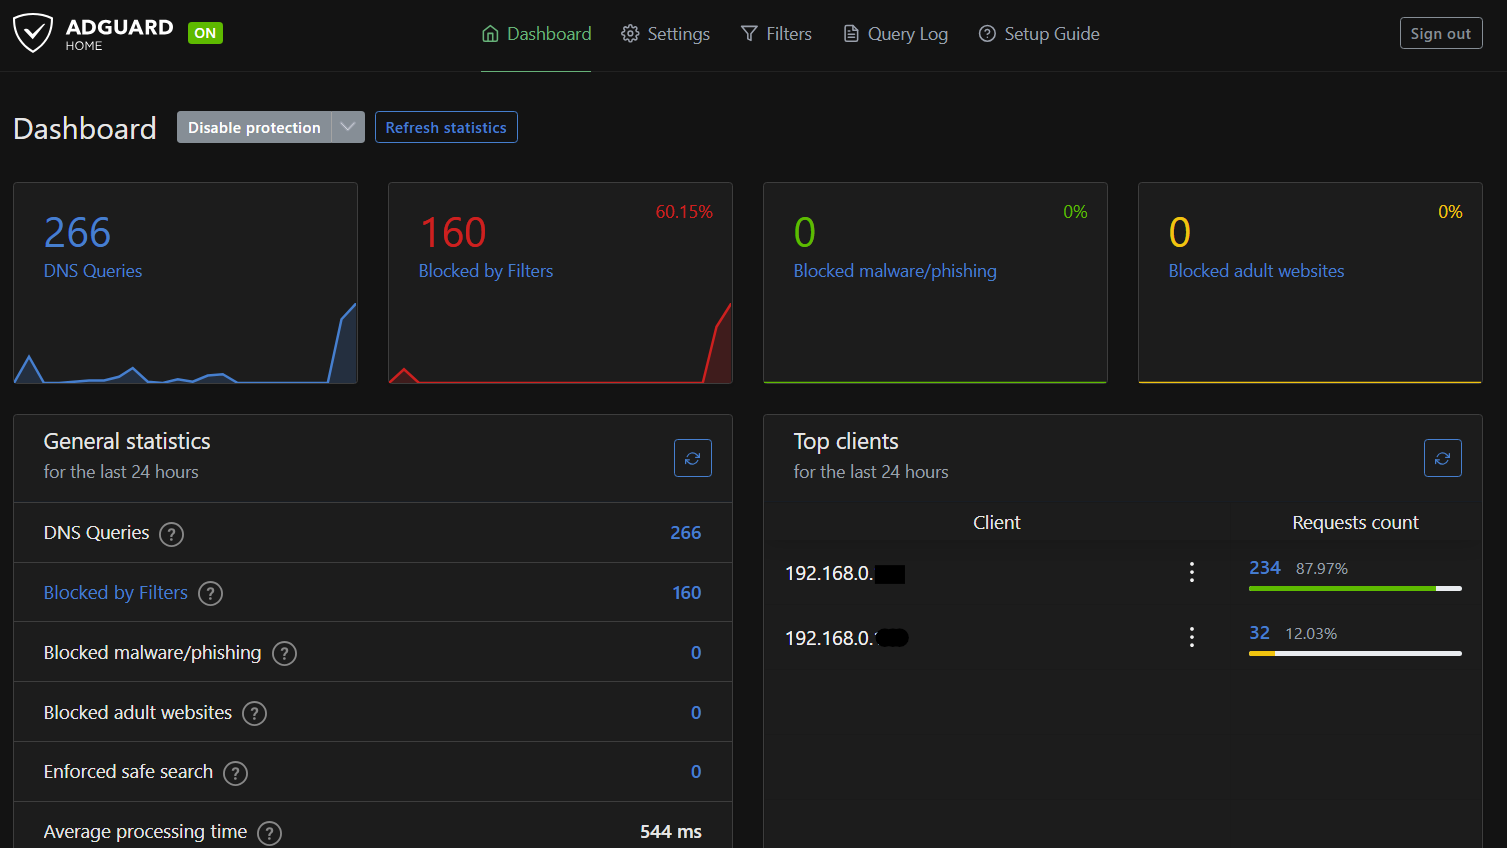 ADGUARD
HOME
ON
Dashboard
Settings
Filters
Query Log
Setup Guide
Sign out
Dashboard
Disable protection
Refresh statistics
266
DNS Queries
160
60.15%
Blocked by Filters
0
0%
Blocked malware/phishing
0
0%
Blocked adult websites
General statistics
for the last 24 hours
DNS Queries ?
266
Blocked by Filters ?
160
Blocked malware/phishing ?
0
Blocked adult websites ?
0
Enforced safe search ?
0
Average processing time ?
544 ms
Top clients
for the last 24 hours
Client
Requests count
192.168.0.
234 87.97%
192.168.0.
32 12.03%